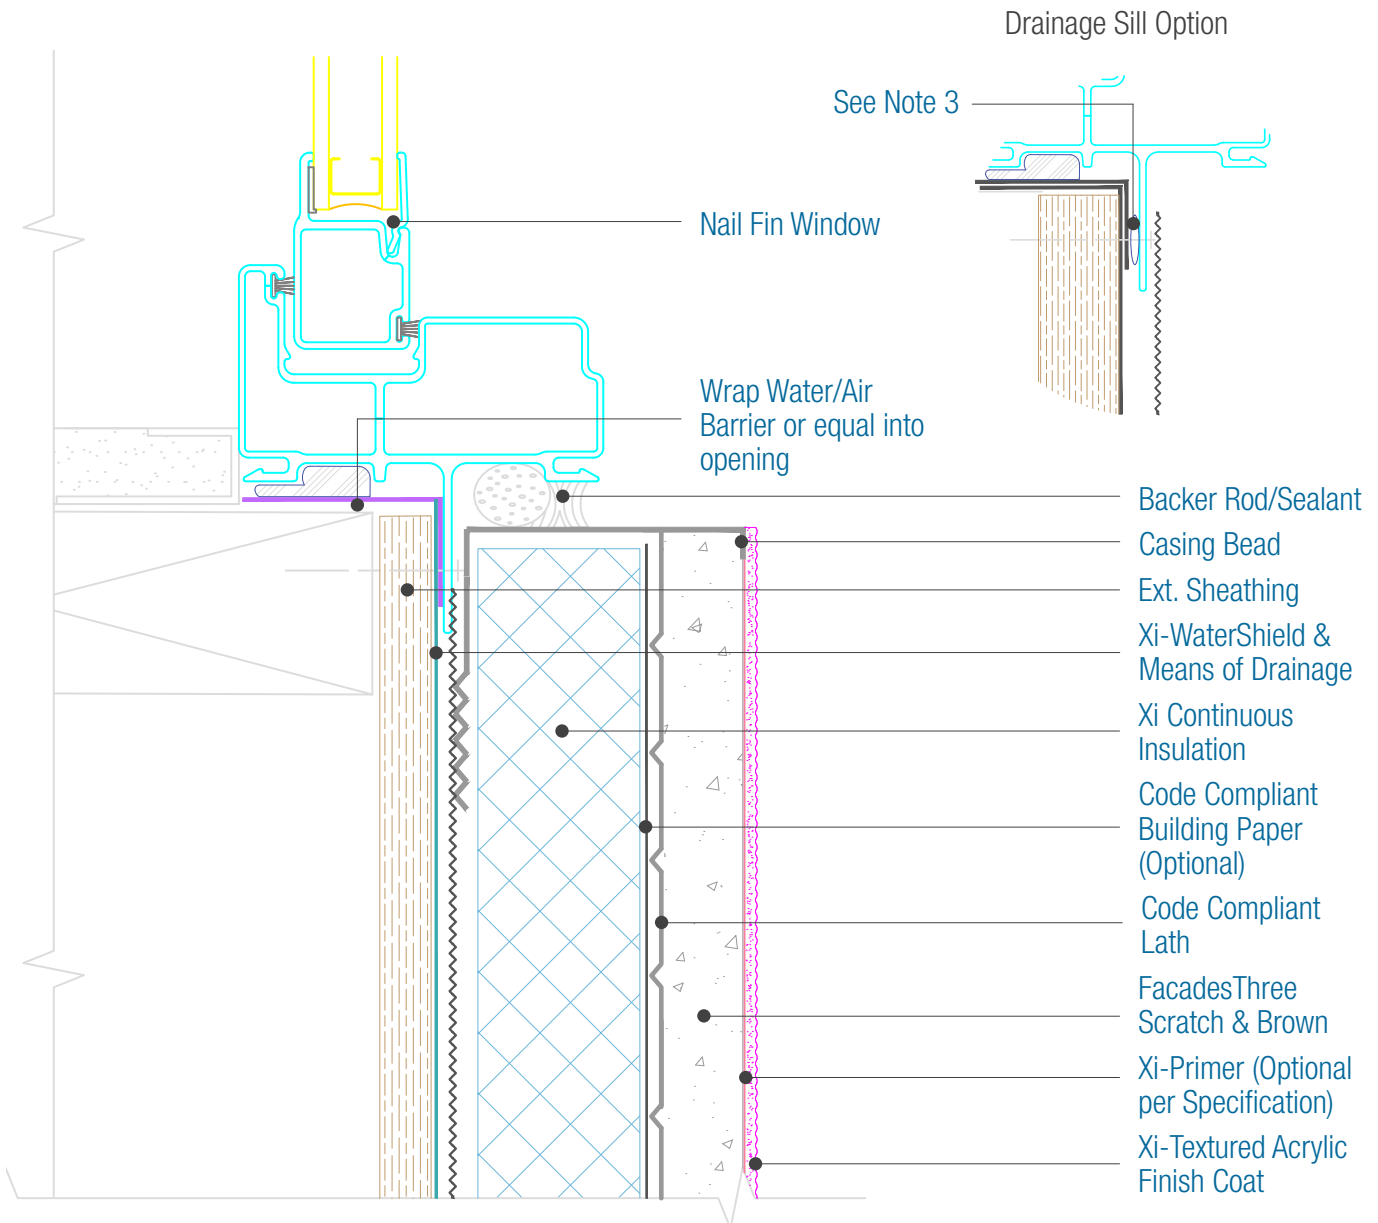 Drainage Sill Option
See Note 3
Nail Fin Window
Wrap Water/Air
Barrier or equal into
opening
Backer Rod/Sealant
Casing Bead
Ext. Sheathing
Xi-WaterShield &
Means of Drainage
Xi Continuous
Insulation
Code Compliant
Building Paper
(Optional)
Code Compliant
Lath
FacadesThree
Scratch & Brown
Xi-Primer (Optional
per Specification)
Xi-Textured Acrylic
Finish Coat